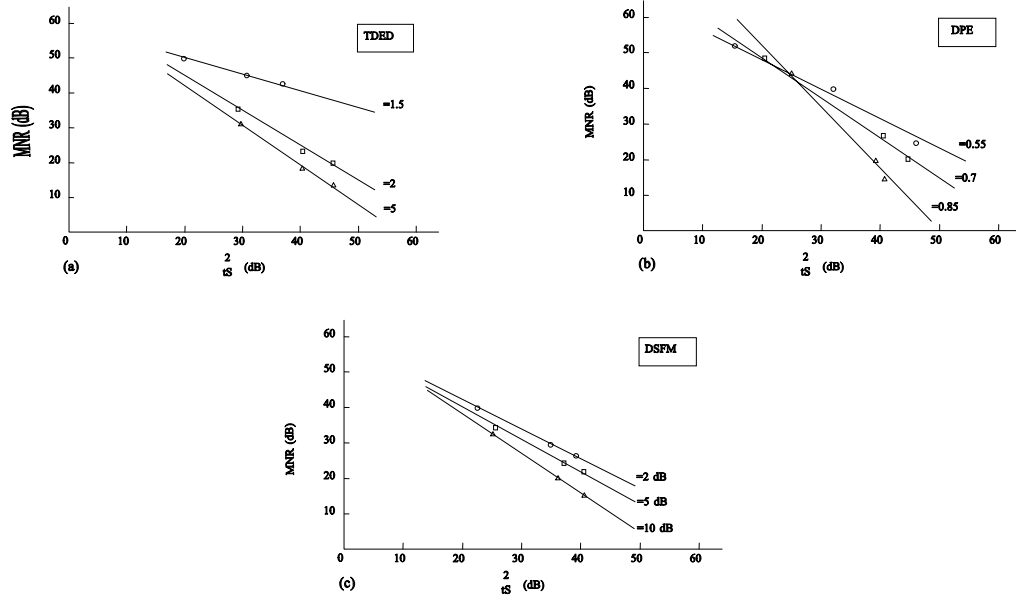 60
TDED
50
40
=1.5
MNR (dB)
30
20
=2
10
=5
0 10 20 30 40 50 60
2
(a)
tS (dB)
60
DPE
50
40
MNR (dB)
30
=0.55
20
=0.7
10
=0.85
0 10 20 30 40 50 60
2
(b)
tS (dB)
60
DSFM
50
40
MNR (dB)
30
20
=2 dB
=5 dB
10
=10 dB
0 10 20 30 40 50 60
2
(c)
tS (dB)